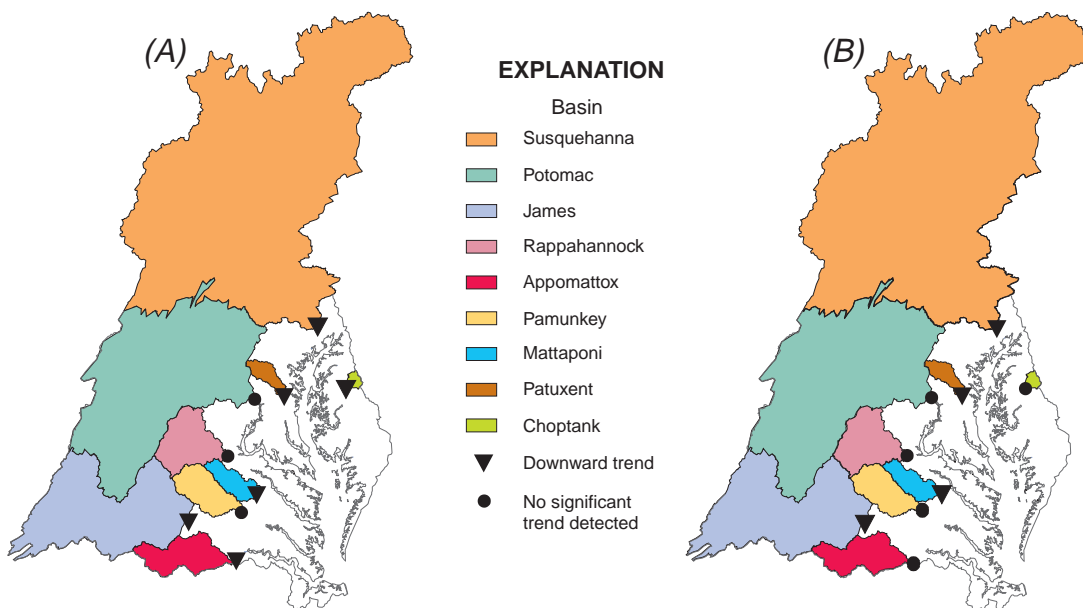 (A)
EXPLANATION
Basin
Susquehanna
Potomac
James
Rappahannock
Appomattox
Pamunkey
Mattaponi
Patuxent
Choptank
Downward trend
No significant
trend detected
(B)